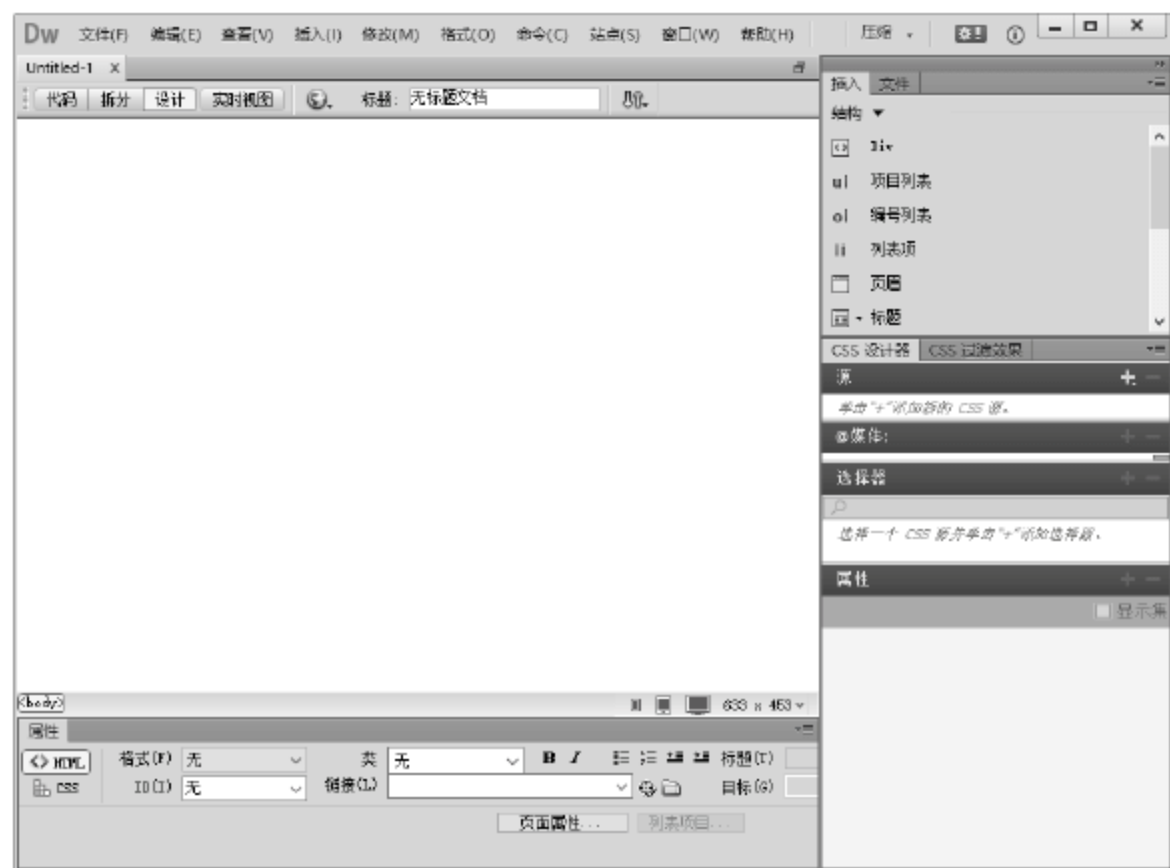 Dw 文件(F) 编辑(E) 查看(V) 插入(I) 修改(M) 格式(O) 命令(C) 站点(S) 窗口(W) 帮助(H) 压缩
Untitled-1 X
代码 拆分 设计 实时视图 标题: 无标题文档
插入 文件
结构
Div
ul 项目列表
ol 编号列表
li 列表项
页眉
标题
CSS 设计器 CSS 过渡效果
源
单击"+"添加新的 CSS 源。
@媒体:
选择器
选择一个 CSS 源并单击"+"添加选择器。
属性
显示集
<body> 633 x 453
属性
<> HTML 格式(F) 无 类 无 B I 标题(T)
CSS ID(I) 无 链接(L) 目标(G)
页面属性... 列表项目...